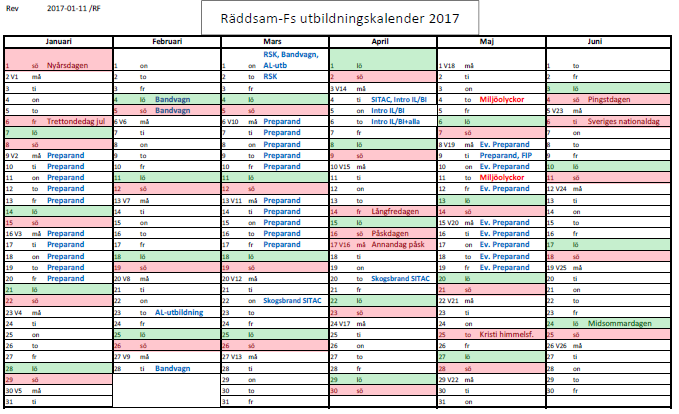 Rev 2017-01-11 /RF
Räddsam-Fs utbildningskalender 2017
Januari
1 sö Nyårsdagen
2 V1 må
3 ti
4 on
5 to
6 fr Trettondedag jul
7 lö
8 sö
9 V2 må Preparand
10 ti Preparand
11 on Preparand
12 to Preparand
13 fr Preparand
14 lö
15 sö
16 V3 må Preparand
17 ti Preparand
18 on Preparand
19 to Preparand
20 fr Preparand
21 lö
22 sö
23 V4 må
24 ti
25 on
26 to
27 fr
28 lö
29 sö
30 V5 må
31 ti
Februari
1 on
2 to
3 fr
4 lö Bandvagn
5 sö Bandvagn
6 V6 må
7 ti
8 on
9 to
10 fr
11 lö
12 sö
13 V7 må
14 ti
15 on
16 to
17 fr
18 lö
19 sö
20 V8 må
21 ti
22 on
23 to AL-utbildning
24 fr
25 lö
26 sö
27 V9 må
28 ti Bandvagn
Mars
RSK, Bandvagn,
1 on AL-utb
2 to RSK
3 fr
4 lö
5 sö
6 V10 må Preparand
7 ti Preparand
8 on Preparand
9 to Preparand
10 fr Preparand
11 lö
12 sö
13 V11 må Preparand
14 ti Preparand
15 on Preparand
16 to Preparand
17 fr Preparand
18 lö
19 sö
20 V12 må
21 ti
22 on Skogsbrand SITAC
23 to
24 fr
25 lö
26 sö
27 V13 må
28 ti
29 on
30 to
31 fr
April
1 lö
2 sö
3 V14 må
4 ti SITAC, Intro IL/BI
5 on Intro IL/BI
6 to Intro IL/BI+alla
7 fr
8 lö
9 sö
10 V15 må
11 ti
12 on
13 to
14 fr Långfredagen
15 lö
16 sö Påskdagen
17 V16 må Annandag påsk
18 ti
19 on
20 to Skogsbrand SITAC
21 fr
22 lö
23 sö
24 V17 må
25 ti
26 on
27 to
28 fr
29 lö
30 sö
Maj
1 V18 må
2 ti
3 on
4 to Miljöolyckor
5 fr
6 lö
7 sö
8 V19 må Ev. Preparand
9 ti Preparand, FIP
10 on Ev. Preparand
11 to Miljöolyckor
12 fr Ev. Preparand
13 lö
14 sö
15 V20 må Ev. Preparand
16 ti Ev. Preparand
17 on Ev. Preparand
18 to Ev. Preparand
19 fr Ev. Preparand
20 lö
21 sö
22 V21 må
23 ti
24 on
25 to Kristi himmelsf.
26 fr
27 lö
28 sö
29 V22 må
30 ti
31 on
Juni
1 to
2 fr
3 lö
4 sö Pingstdagen
5 V23 må
6 ti Sveriges nationaldag
7 on
8 to
9 fr
10 lö
11 sö
12 V24 må
13 ti
14 on
15 to
16 fr
17 lö
18 sö
19 V25 må
20 ti
21 on
22 to
23 fr
24 lö Midsommardagen
25 sö
26 V26 må
27 ti
28 on
29 to
30 fr